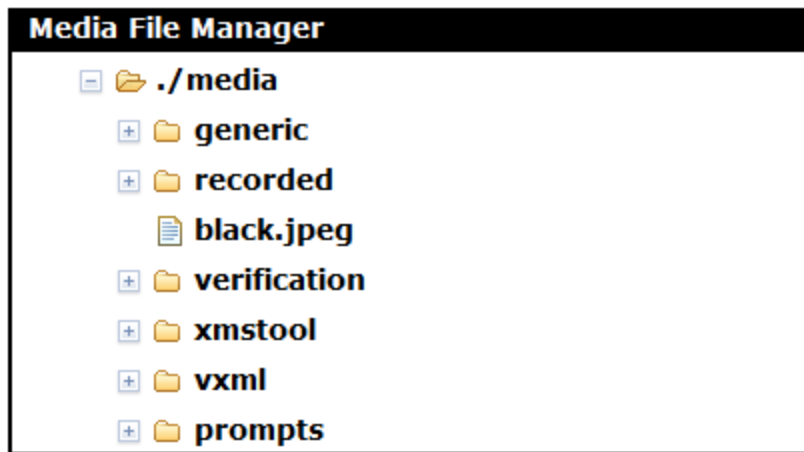 Media File Manager
./media
generic
recorded
black.jpeg
verification
xmstool
vxml
prompts